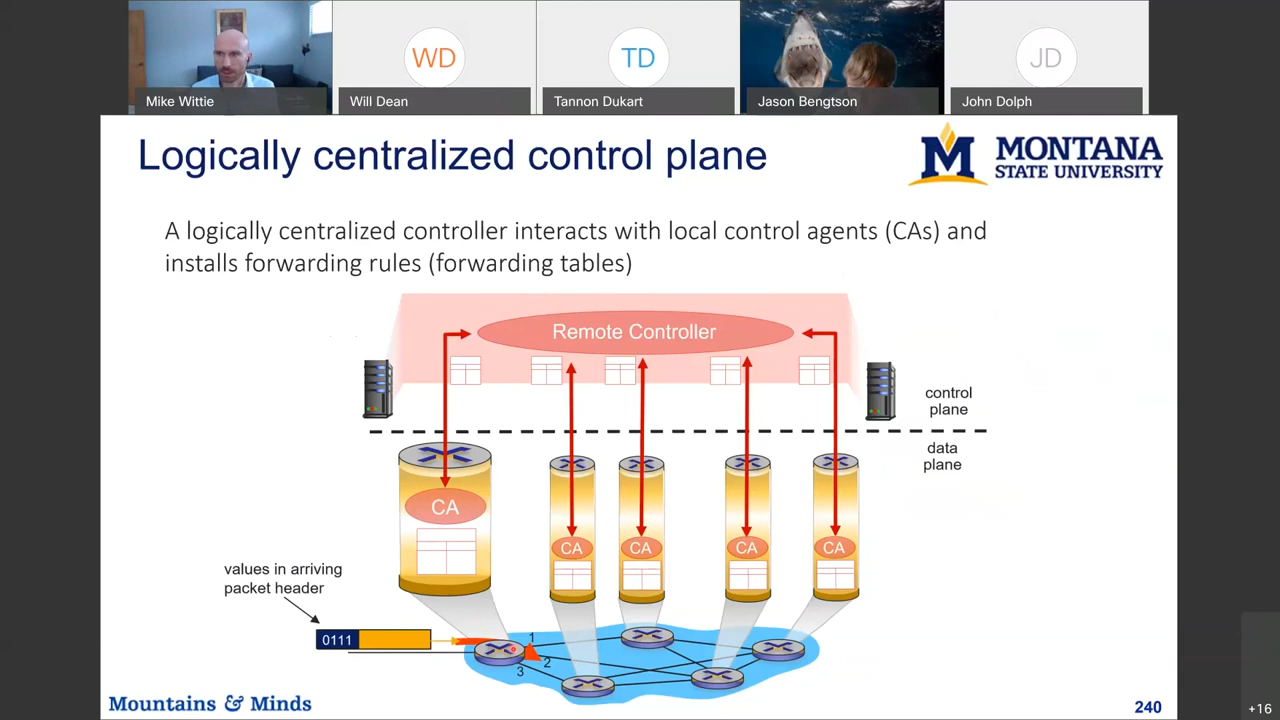 WD
TD
JD
Mike Wittie
Will Dean
Tannon Dukart
Jason Bengtson
John Dolph
Logically centralized control plane
MONTANA
STATE UNIVERSITY
A logically centralized controller interacts with local control agents (CAs) and
installs forwarding rules (forwarding tables)
Remote Controller
control
plane
data
plane
CA
CA
CA
CA
CA
values in arriving
packet header
0111
1
2
3
Mountains & Minds
240
+16